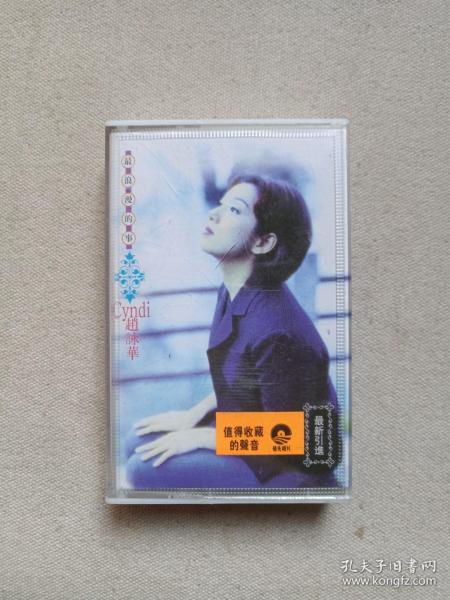 最浪漫的事
Cyndi
趙詠華
值得收藏
的聲音
最新引進
孔夫子旧书网
www.kongfz.com